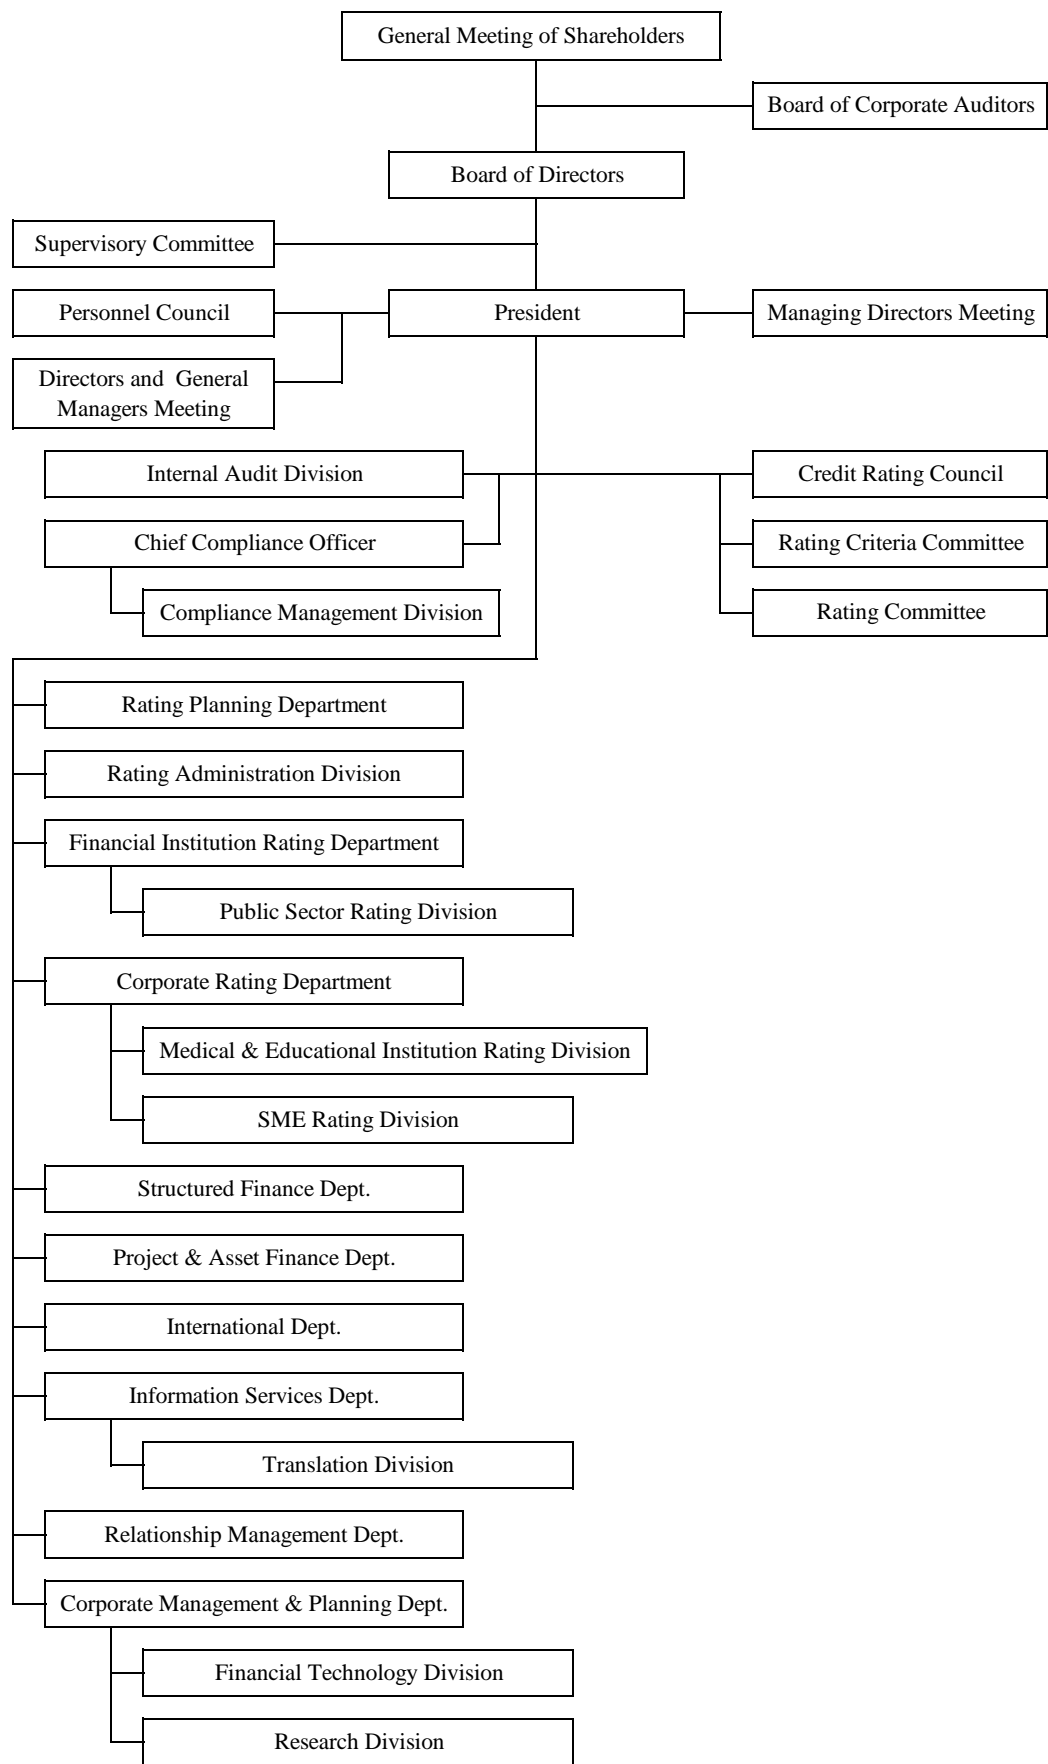 General Meeting of Shareholders
Board of Corporate Auditors
Board of Directors
Supervisory Committee
Personnel Council
President
Managing Directors Meeting
Directors and General
Managers Meeting
Internal Audit Division
Credit Rating Council
Chief Compliance Officer
Rating Criteria Committee
Compliance Management Division
Rating Committee
Rating Planning Department
Rating Administration Division
Financial Institution Rating Department
Public Sector Rating Division
Corporate Rating Department
Medical & Educational Institution Rating Division
SME Rating Division
Structured Finance Dept.
Project & Asset Finance Dept.
International Dept.
Information Services Dept.
Translation Division
Relationship Management Dept.
Corporate Management & Planning Dept.
Financial Technology Division
Research Division